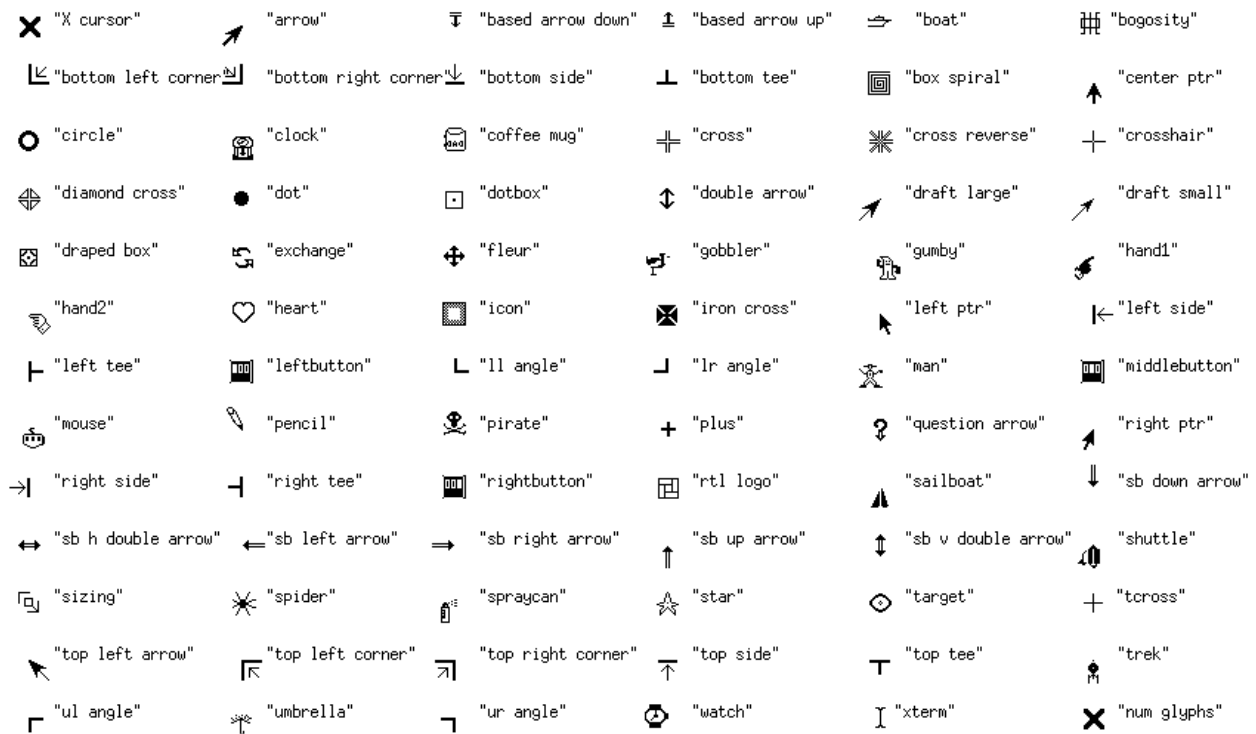 "X cursor" "arrow" "based arrow down" "based arrow up" "boat" "bogosity"
"bottom left corner" "bottom right corner" "bottom side" "bottom tee" "box spiral" "center ptr"
"circle" "clock" "coffee mug" "cross" "cross reverse" "crosshair"
"diamond cross" "dot" "dotbox" "double arrow" "draft large" "draft small"
"draped box" "exchange" "fleur" "gobbler" "gumby" "hand1"
"hand2" "heart" "icon" "iron cross" "left ptr" "left side"
"left tee" "leftbutton" "ll angle" "lr angle" "man" "middlebutton"
"mouse" "pencil" "pirate" "plus" "question arrow" "right ptr"
"right side" "right tee" "rightbutton" "rtl logo" "sailboat" "sb down arrow"
"sb h double arrow" "sb left arrow" "sb right arrow" "sb up arrow" "sb v double arrow" "shuttle"
"sizing" "spider" "spraycan" "star" "target" "tcross"
"top left arrow" "top left corner" "top right corner" "top side" "top tee" "trek"
"ul angle" "umbrella" "ur angle" "watch" "xterm" "num glyphs"